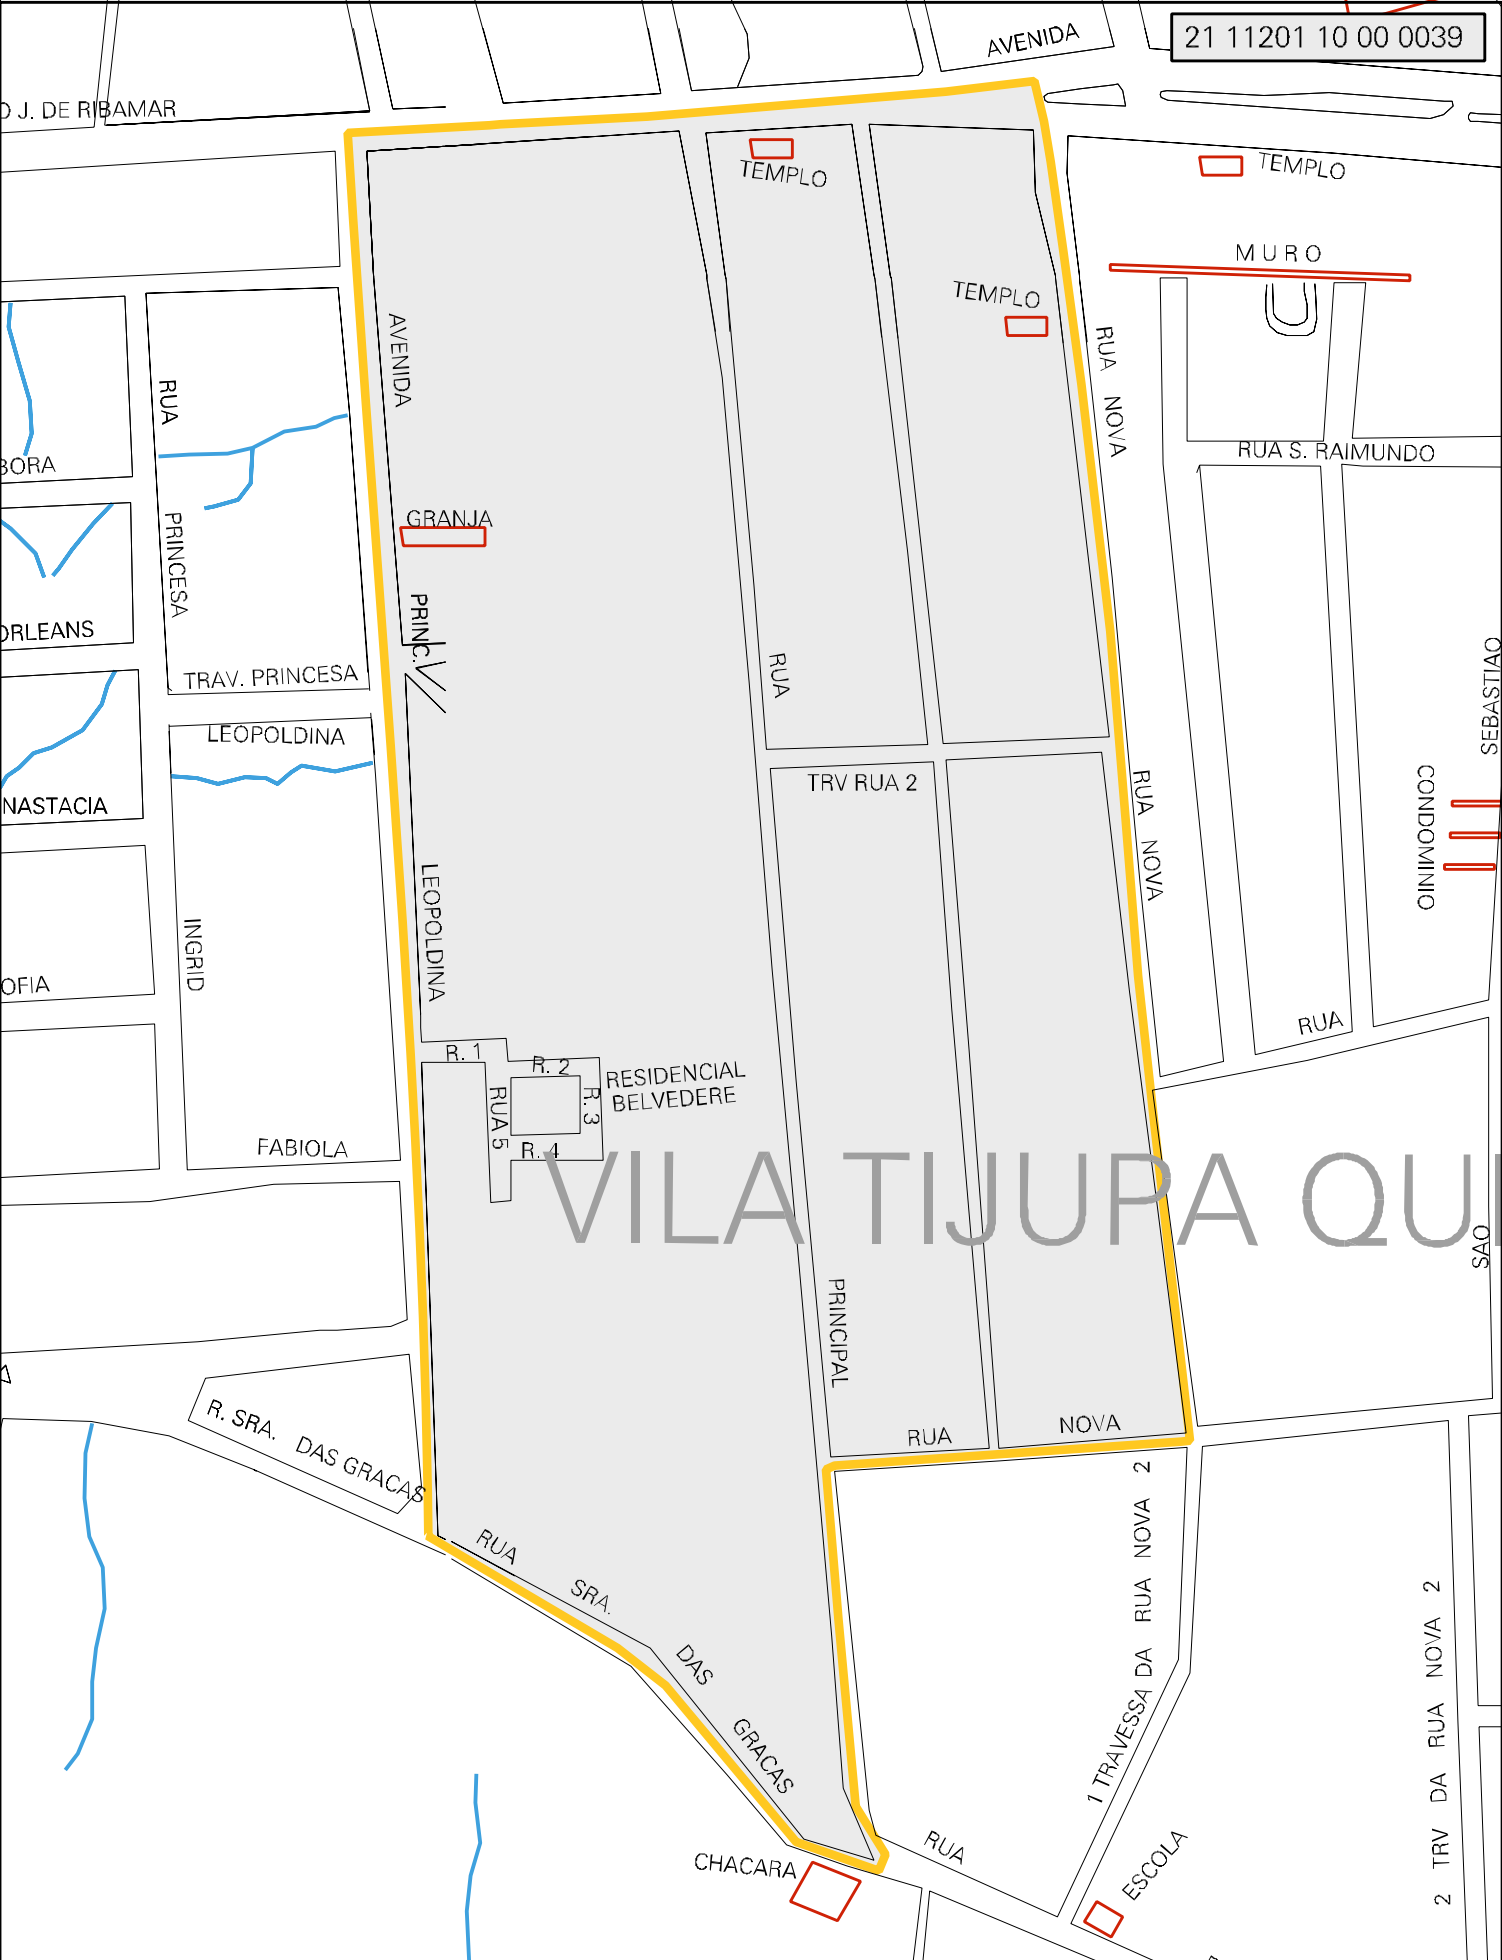 21 11201 10 00 0039
AVENIDA
O J. DE RIBAMAR
TEMPLO
TEMPLO
MURO
TEMPLO
AVENIDA
RUA
NOVA
RUA
BORA
RUA S. RAIMUNDO
GRANJA
PRINCESA
PRINC.
ORLEANS
RUA
TRAV. PRINCESA
SEBASTIAO
LEOPOLDINA
TRV RUA 2
RUA
NOVA
CONDOMINIO
NASTACIA
LEOPOLDINA
INGRID
OFIA
RUA
R. 1
R. 2
R. 3
RUA 5
R. 4
RESIDENCIAL
BELVEDERE
FABIOLA
VILA TIJUPA QUI
SAO
PRINCIPAL
R. SRA. DAS GRACAS
RUA
NOVA
RUA
SRA.
DAS
GRACAS
1 TRAVESSA DA RUA NOVA 2
2 TRV DA RUA NOVA 2
RUA
CHACARA
ESCOLA